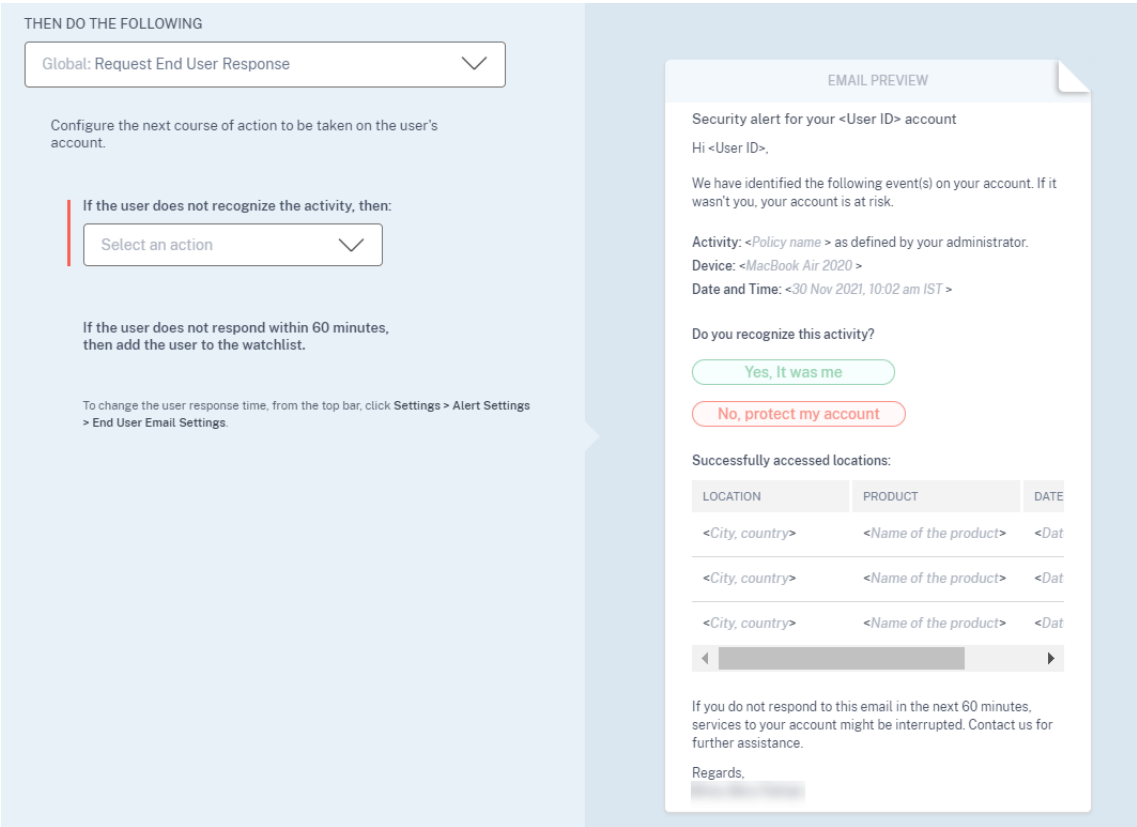 THEN DO THE FOLLOWING
Global: Request End User Response
Configure the next course of action to be taken on the user's
account.
If the user does not recognize the activity, then:
Select an action
If the user does not respond within 60 minutes,
then add the user to the watchlist.
To change the user response time, from the top bar, click Settings > Alert Settings
> End User Email Settings.
EMAIL PREVIEW
Security alert for your <User ID> account
Hi <User ID>,
We have identified the following event(s) on your account. If it
wasn't you, your account is at risk.
Activity: <Policy name > as defined by your administrator.
Device: <MacBook Air 2020 >
Date and Time: <30 Nov 2021, 10:02 am IST >
Do you recognize this activity?
Yes, It was me
No, protect my account
Successfully accessed locations:
LOCATION PRODUCT DATE
<City, country> <Name of the product> <Dat
<City, country> <Name of the product> <Dat
<City, country> <Name of the product> <Dat
If you do not respond to this email in the next 60 minutes,
services to your account might be interrupted. Contact us for
further assistance.
Regards,